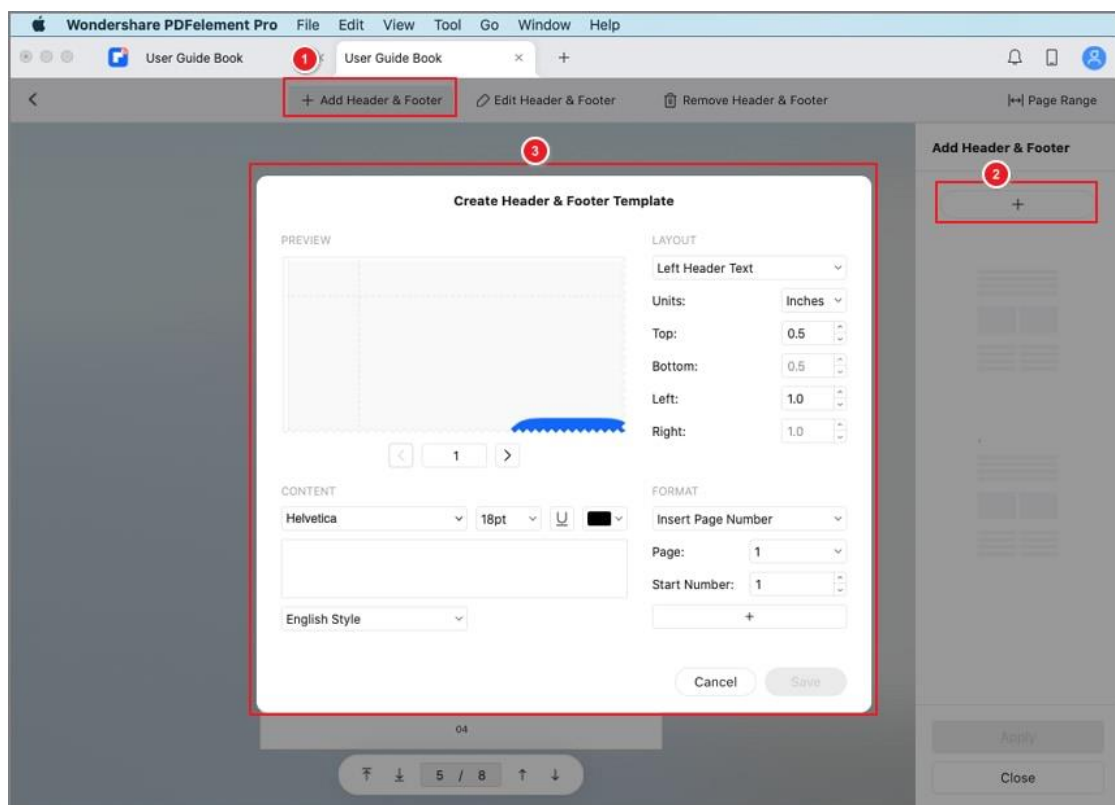 Wondershare PDFelement Pro File Edit View Tool Go Window Help
User Guide Book 1 User Guide Book
+ Add Header & Footer Edit Header & Footer Remove Header & Footer Page Range
3
Add Header & Footer
2
+
Create Header & Footer Template
PREVIEW
1
LAYOUT
Left Header Text
Units: Inches
Top: 0.5
Bottom: 0.5
Left: 1.0
Right: 1.0
CONTENT
Helvetica 18pt U
English Style
FORMAT
Insert Page Number
Page: 1
Start Number: 1
+
Cancel Save
04
5 / 8
Apply
Close